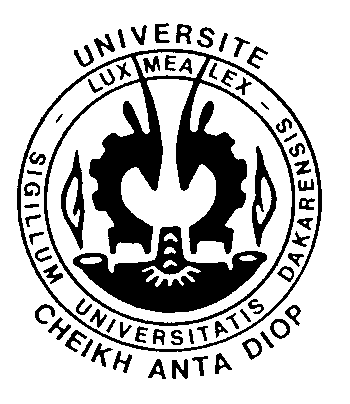 UNIVERSITE
CHEIKH ANTA DIOP
LUX MEA LEX
- SIGILLUM UNIVERSITATIS DAKARENSIS -